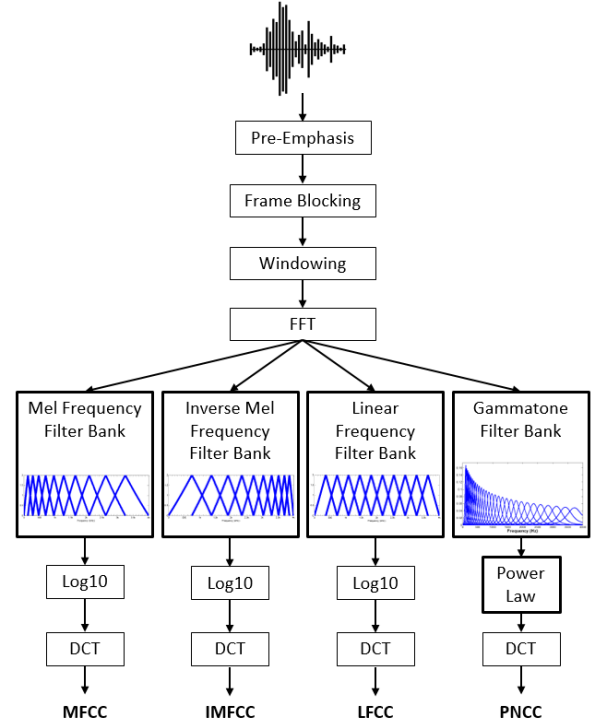 Pre-Emphasis
Frame Blocking
Windowing
FFT
Mel Frequency
Filter Bank
Inverse Mel
Frequency
Filter Bank
Linear
Frequency
Filter Bank
Gammatone
Filter Bank
Frequency (Hz)
Log10
Log10
Log10
Power
Law
DCT
DCT
DCT
DCT
MFCC
IMFCC
LFCC
PNCC